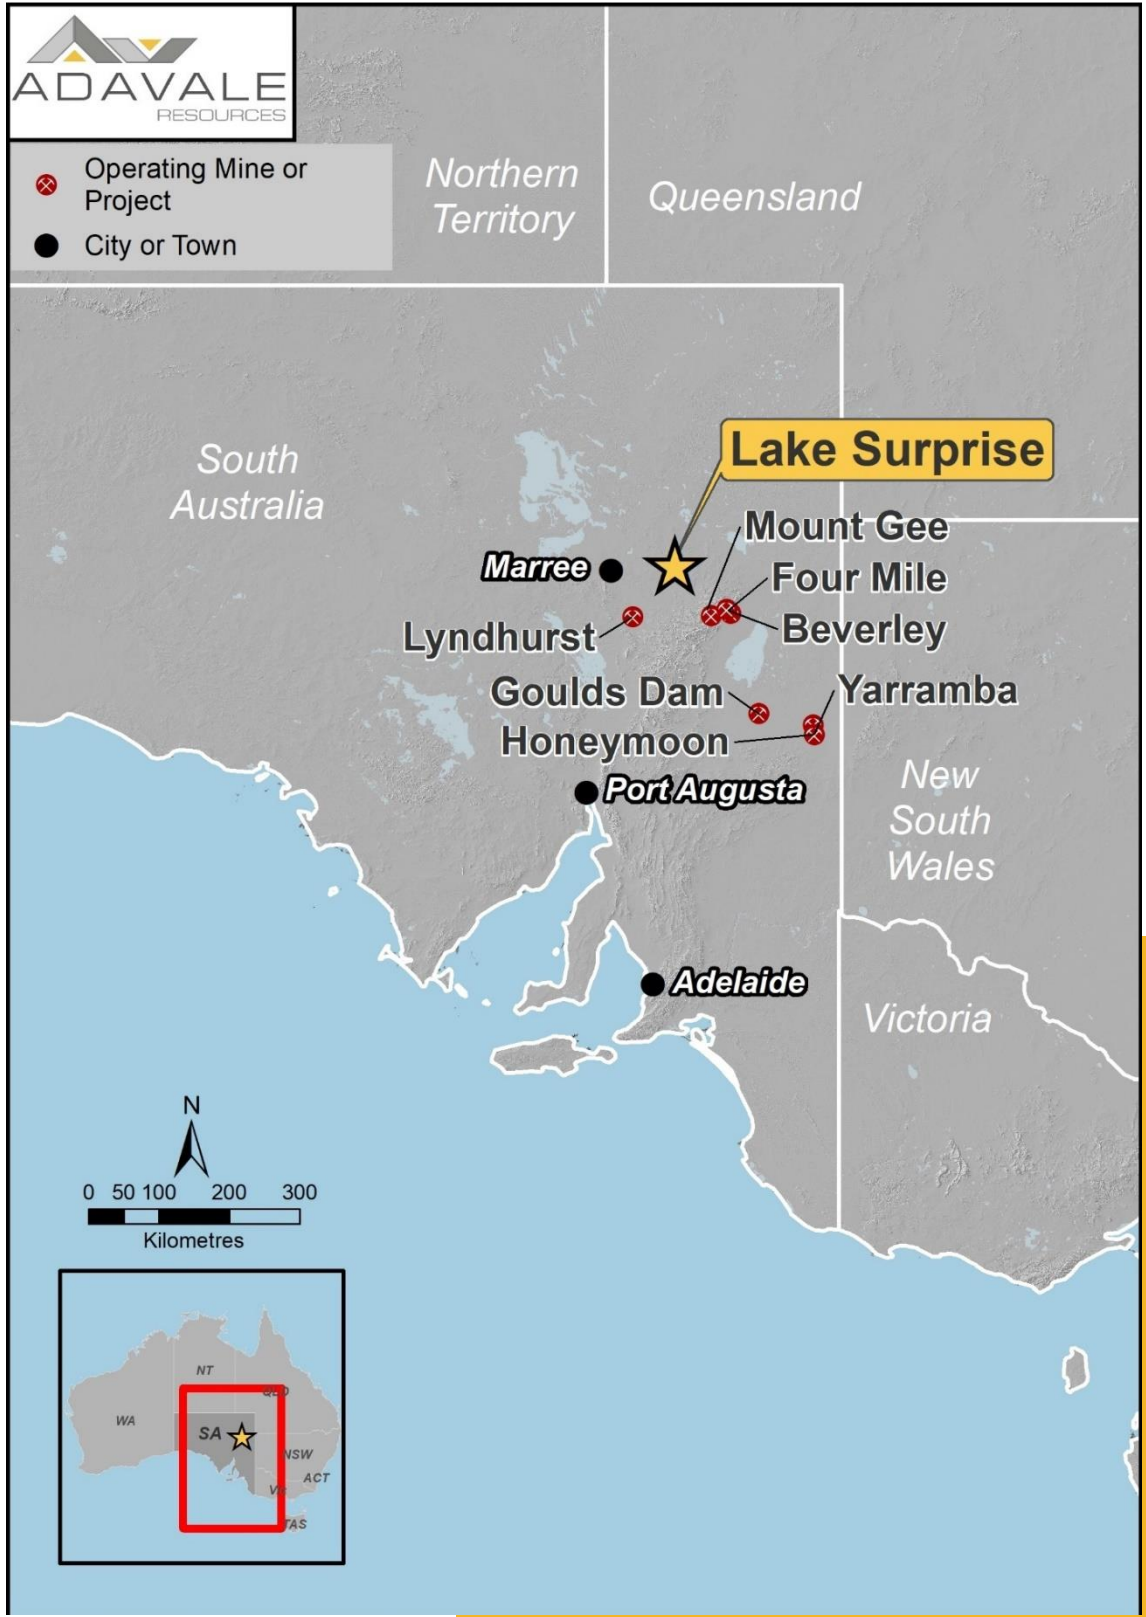 ADAVALE
RESOURCES
Operating Mine or
Project
City or Town
Northern
Territory
Queensland
South
Australia
Lake Surprise
Mount Gee
Marree
Four Mile
Lyndhurst
Beverley
Goulds Dam
Yarramba
Honeymoon
New
South
Wales
Port Augusta
Adelaide
Victoria
N
0 50 100 200 300
Kilometres
NT
QLD
WA
SA
NSW
ACT
VIC
TAS